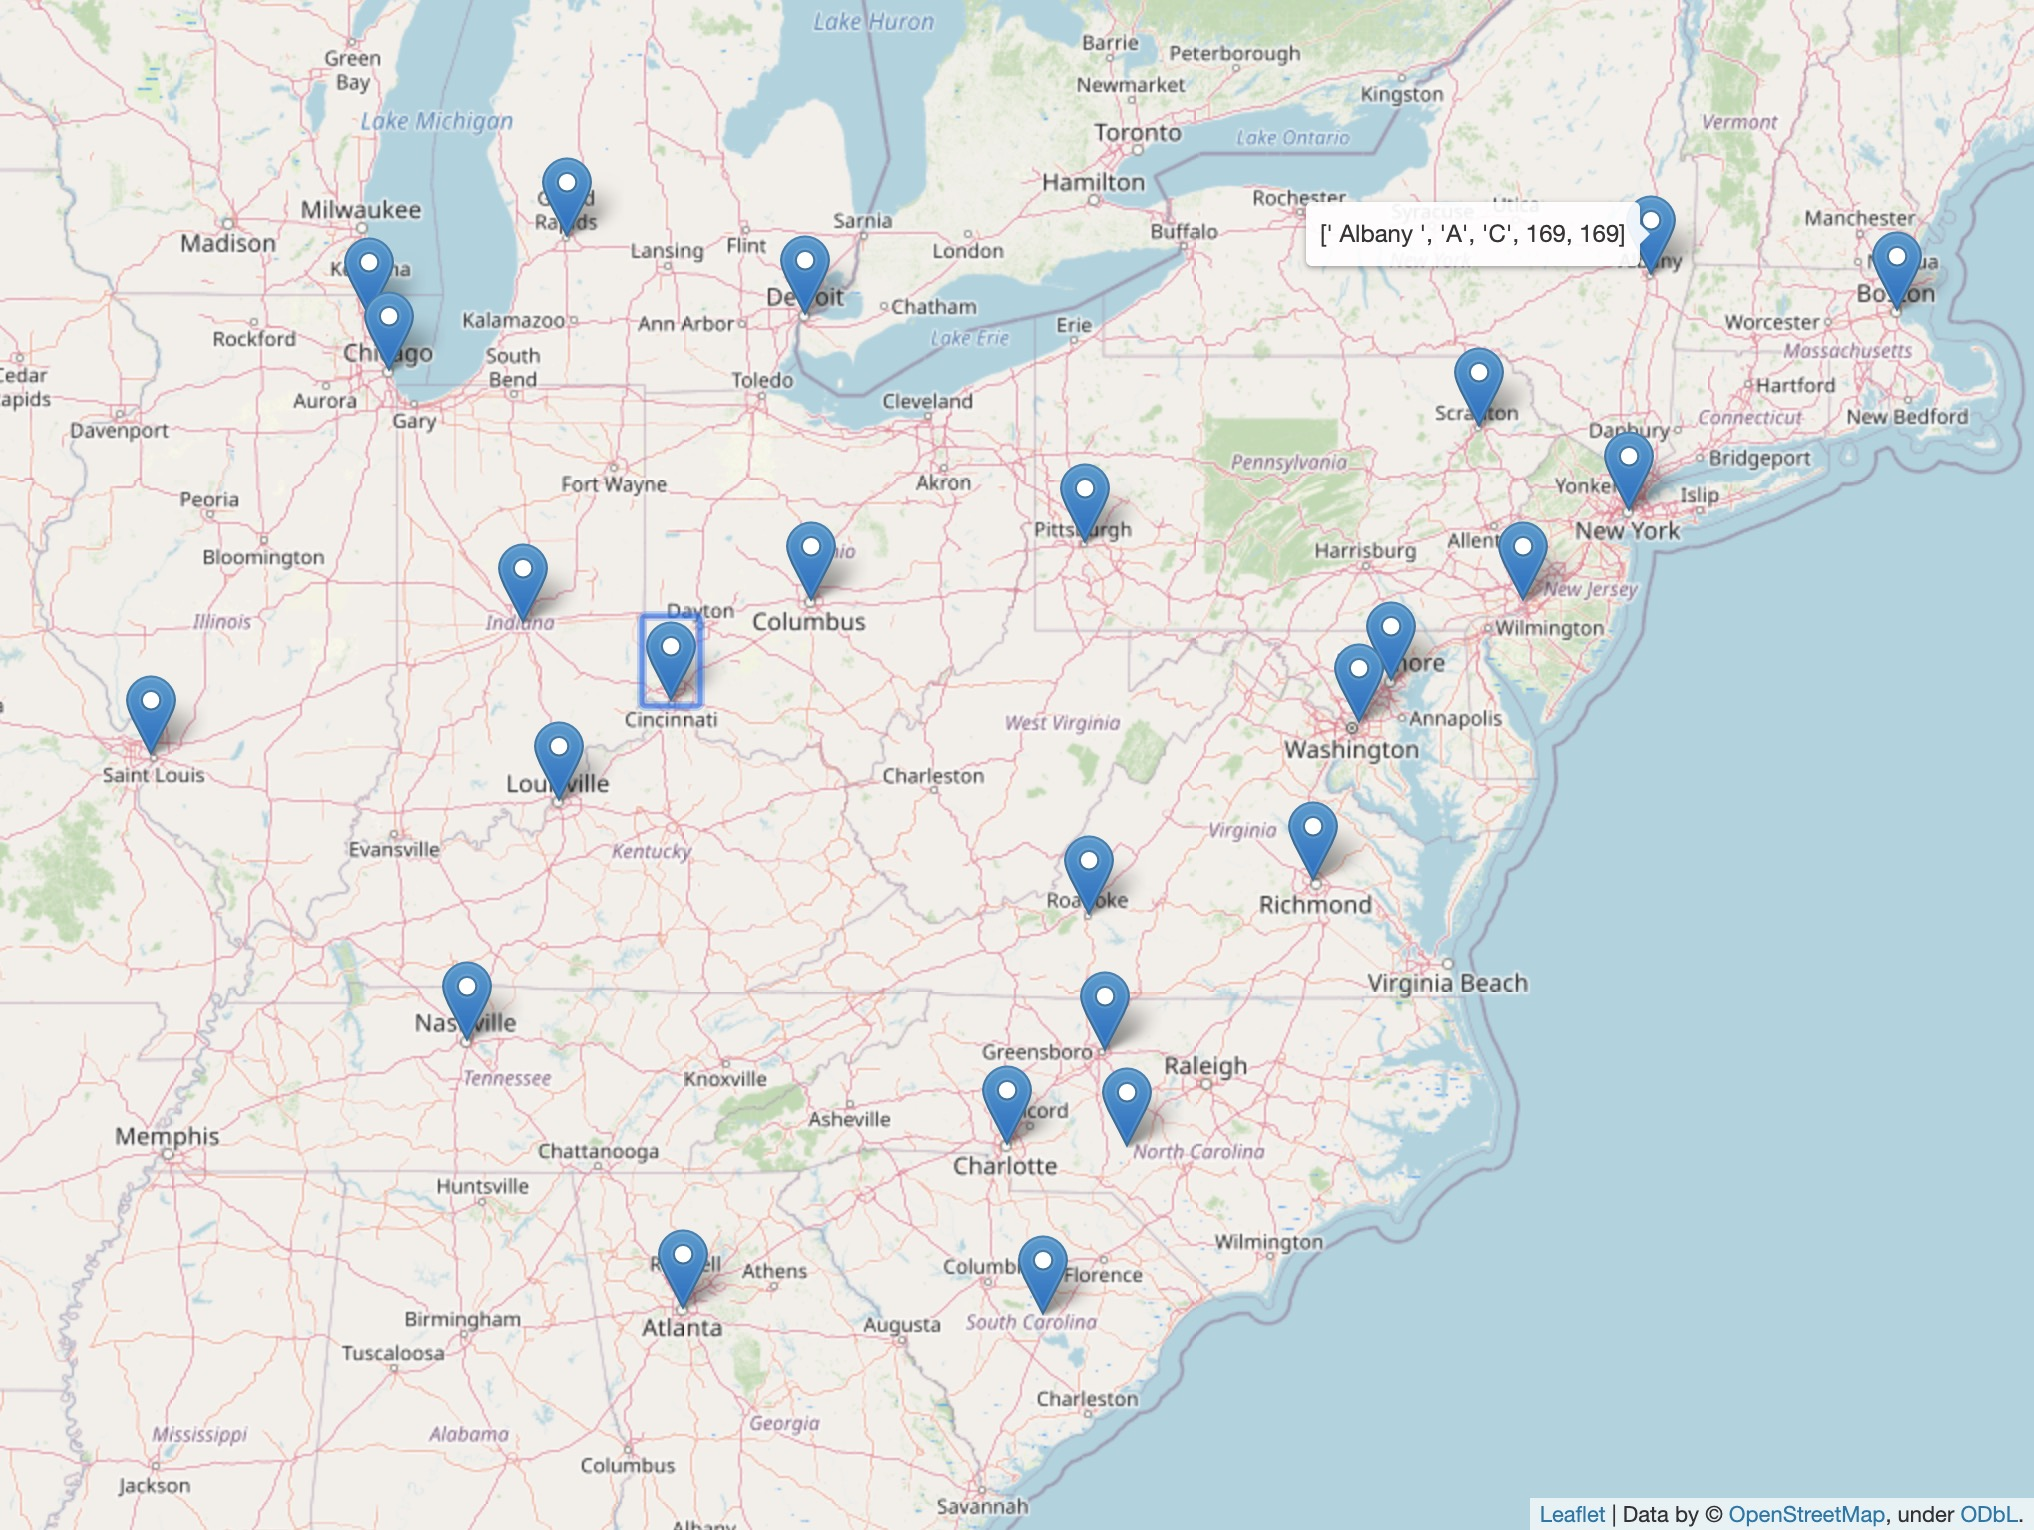 Lake Huron
Barrie
Peterborough
Green
Bay
Newmarket
Kingston
Lake Michigan
Vermont
Toronto
Lake Ontario
Hamilton
Rochester
Milwaukee
Rapids
Sarnia
Manchester
Madison
Flint
Buffalo
[' Albany ', 'A', 'C', 169, 169]
Lansing
London
Chatham
Kalamazoo
Ann Arbor
Erie
Worcester
Rockford
Lake Erie
Massachusetts
South
Bend
Cedar
Toledo
Hartford
Aurora
Cleveland
Connecticut
New Bedford
Gary
Davenport
Danbury
Bridgeport
Pennsylvania
Fort Wayne
Akron
Islip
Peoria
New York
Bloomington
Harrisburg
New Jersey
Dayton
Illinois
Indiana
Columbus
Wilmington
Cincinnati
West Virginia
Annapolis
Washington
Saint Louis
Charleston
Virginia
Evansville
Kentucky
Richmond
Virginia Beach
Greensboro
Raleigh
Tennessee
Knoxville
Asheville
Memphis
Chattanooga
North Carolina
Charlotte
Huntsville
Wilmington
Athens
Florence
Birmingham
Atlanta
South Carolina
Augusta
Tuscaloosa
Charleston
Georgia
Mississippi
Alabama
Columbus
Jackson
Savannah
Leaflet | Data by © OpenStreetMap, under ODbL.